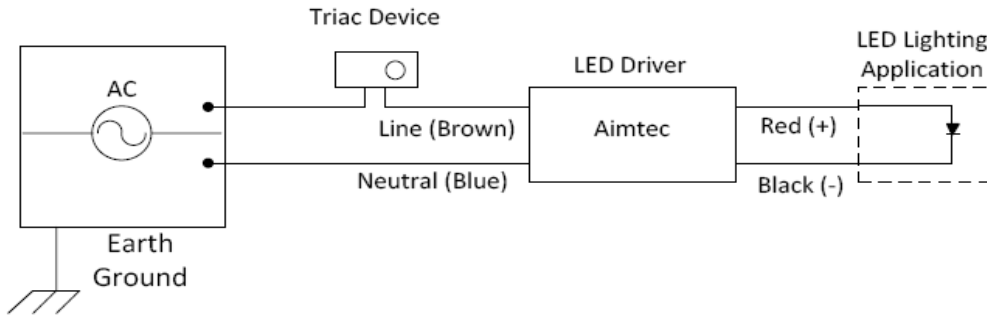 Triac Device
AC
Line (Brown)
Neutral (Blue)
Earth
Ground
LED Driver
Aimtec
Red (+)
Black (-)
LED Lighting
Application